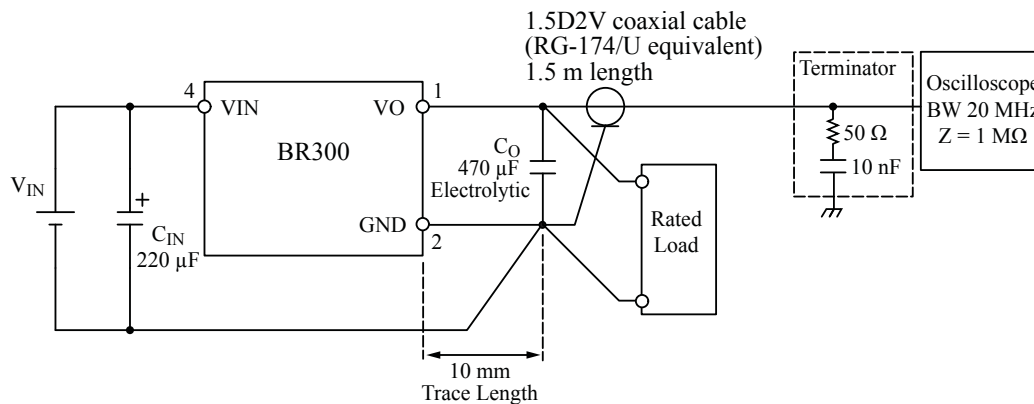 1.5D2V coaxial cable
(RG-174/U equivalent)
1.5 m length
Terminator
Oscilloscope
BW 20 MHz
Z = 1 MΩ
50 Ω
10 nF
4
VIN
VO
1
BR300
GND
2
VIN
+
CIN
220 µF
CO
470 µF
Electrolytic
Rated
Load
10 mm
Trace Length